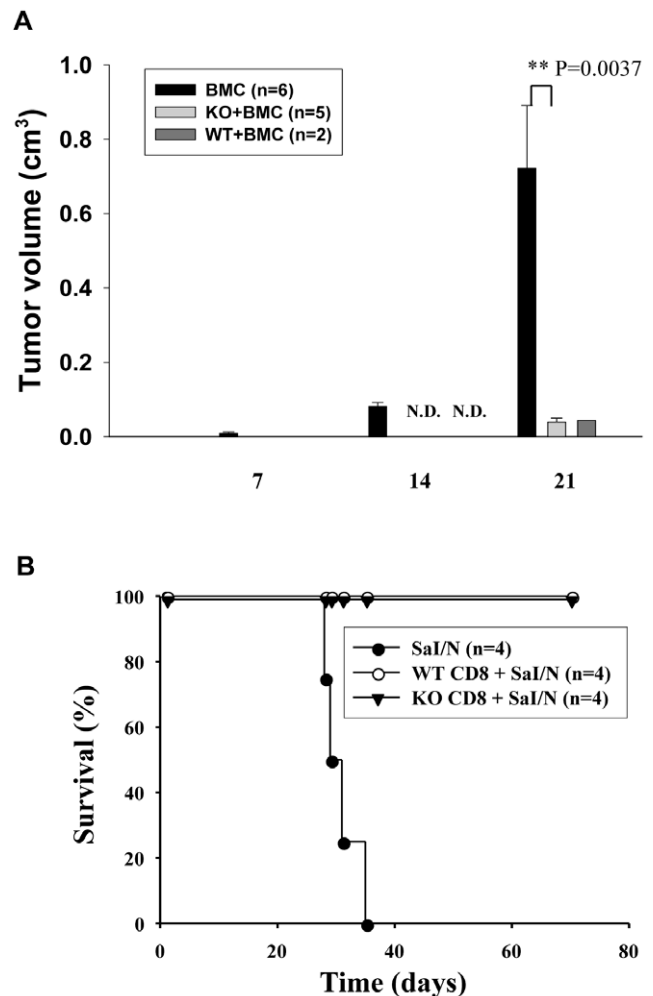 A
Tumor volume (cm³)
1.0
0.8
0.6
0.4
0.2
0.0
BMC (n=6)
KO+BMC (n=5)
WT+BMC (n=2)
** P=0.0037
N.D. N.D.
7 14 21
B
Survival (%)
100
80
60
40
20
0
SaI/N (n=4)
WT CD8 + SaI/N (n=4)
KO CD8 + SaI/N (n=4)
0 20 40 60 80
Time (days)